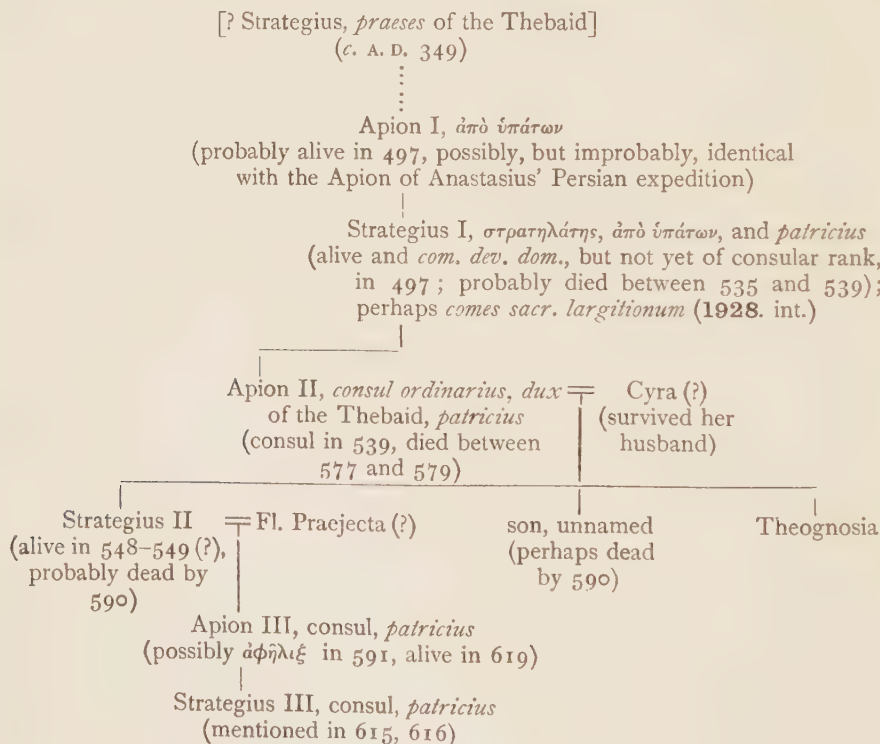 [? Strategius, praeses of the Thebaid]
(c. A. D. 349)
Apion I, ἀπὸ ὑπάτων
(probably alive in 497, possibly, but improbably, identical
with the Apion of Anastasius' Persian expedition)
Strategius I, στρατηλάτης, ἀπὸ ὑπάτων, and patricius
(alive and com. dev. dom., but not yet of consular rank,
in 497; probably died between 535 and 539);
perhaps comes sacr. largitionum (1928. int.)
Apion II, consul ordinarius, dux
of the Thebaid, patricius
(consul in 539, died between
577 and 579)
Cyra (?)
(survived her
husband)
Strategius II
(alive in 548–549 (?),
probably dead by
590)
Fl. Praejecta (?)
son, unnamed
(perhaps dead
by 590)
Theognosia
Apion III, consul, patricius
(possibly ἀφῆλιξ in 591, alive in 619)
Strategius III, consul, patricius
(mentioned in 615, 616)